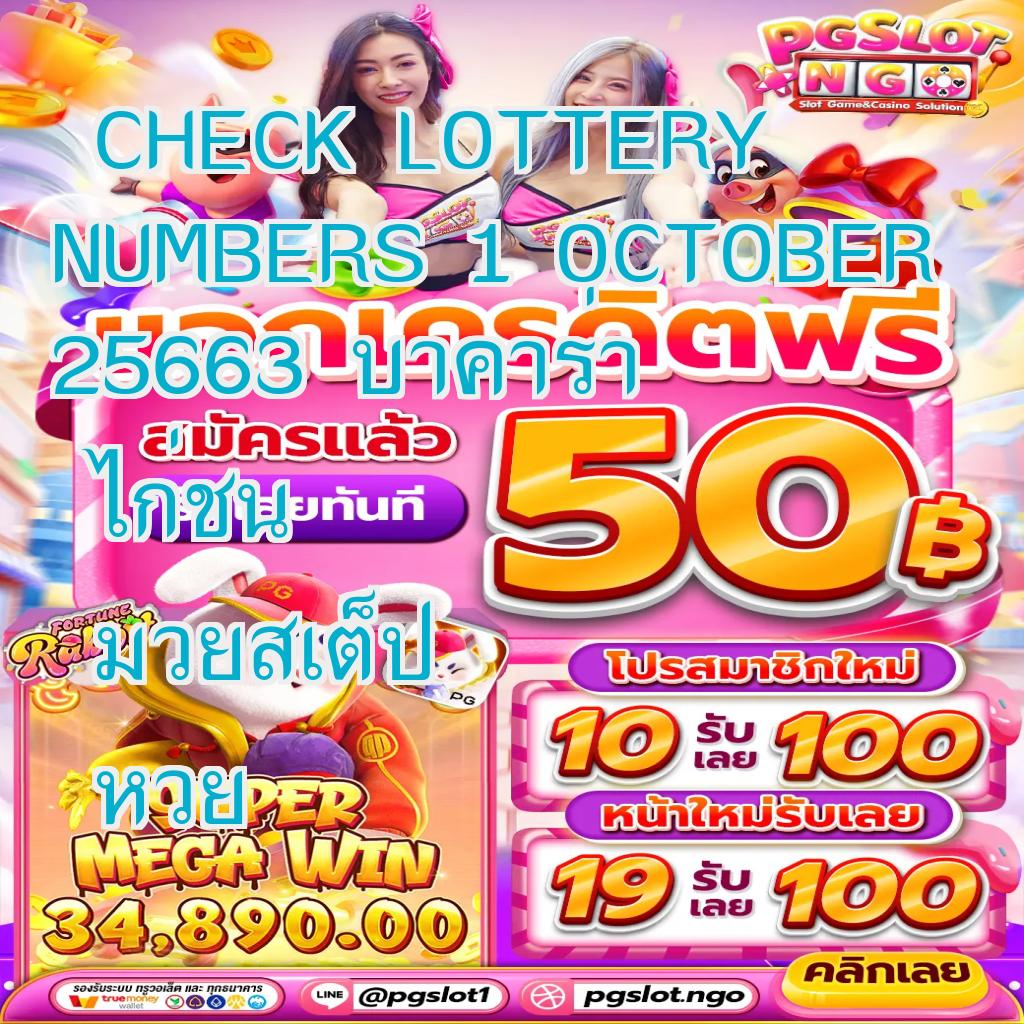 PGSLOT
NGO
Slot Game&Casino Solution
CHECK LOTTERY
NUMBERS 1 OCTOBER
25663 บาคาร่า
ไก่ชน
มวยสเต็ป
หวย
สมัครแล้ว
ทันที
50฿
FORTUNE
PG
PG
MEGA WIN
34,890.00
โปรสมาชิกใหม่
10 รับเลย 100
หน้าใหม่รับเลย
19 รับเลย 100
รองรับระบบ ทรูวอเล็ต และ ทุกธนาคาร
truemoney
wallet
LINE @pgslot1
pgslot.ngo
คลิกเลย